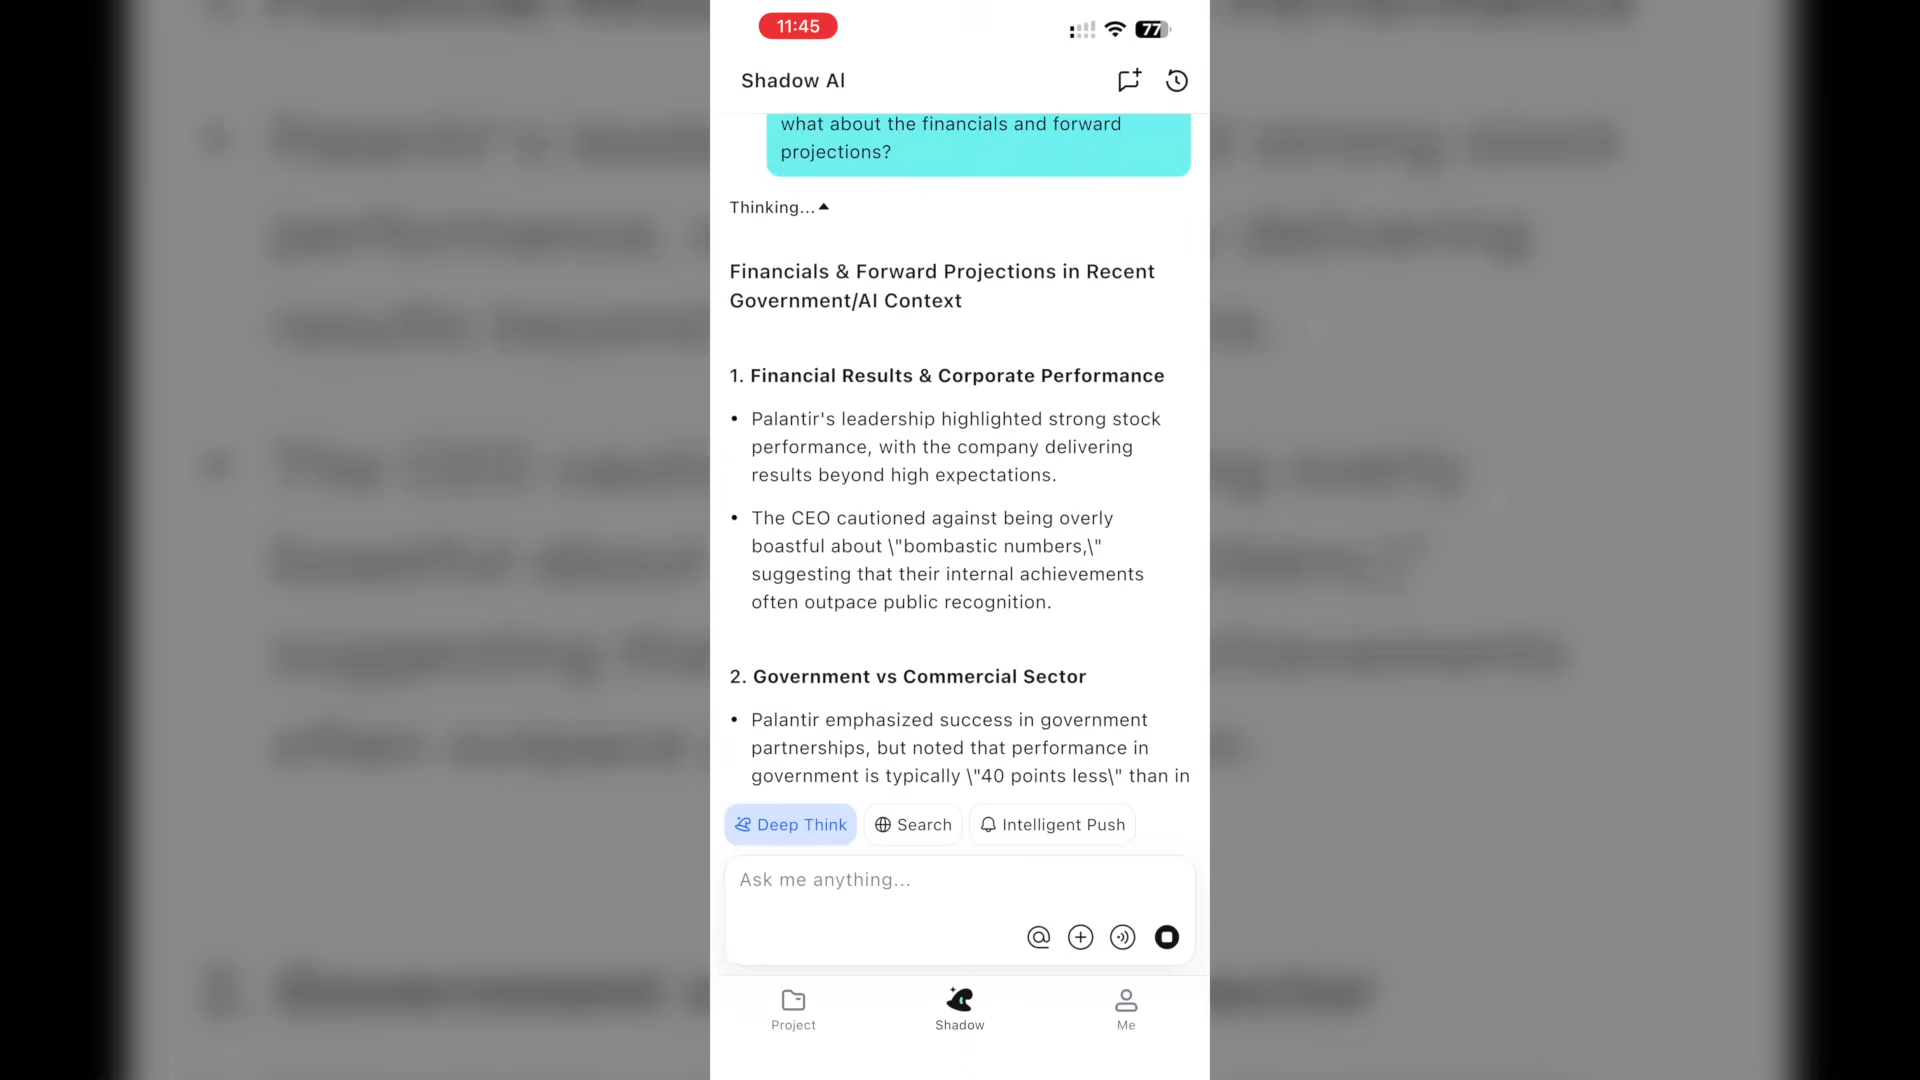 11:45
77
Shadow AI
what about the financials and forward
projections?
Thinking...
Financials & Forward Projections in Recent
Government/AI Context
1. Financial Results & Corporate Performance
• Palantir's leadership highlighted strong stock
performance, with the company delivering
results beyond high expectations.
• The CEO cautioned against being overly
boastful about \"bombastic numbers,\"
suggesting that their internal achievements
often outpace public recognition.
2. Government vs Commercial Sector
• Palantir emphasized success in government
partnerships, but noted that performance in
government is typically \"40 points less\" than in
Deep Think
Search
Intelligent Push
Ask me anything...
Project
Shadow
Me